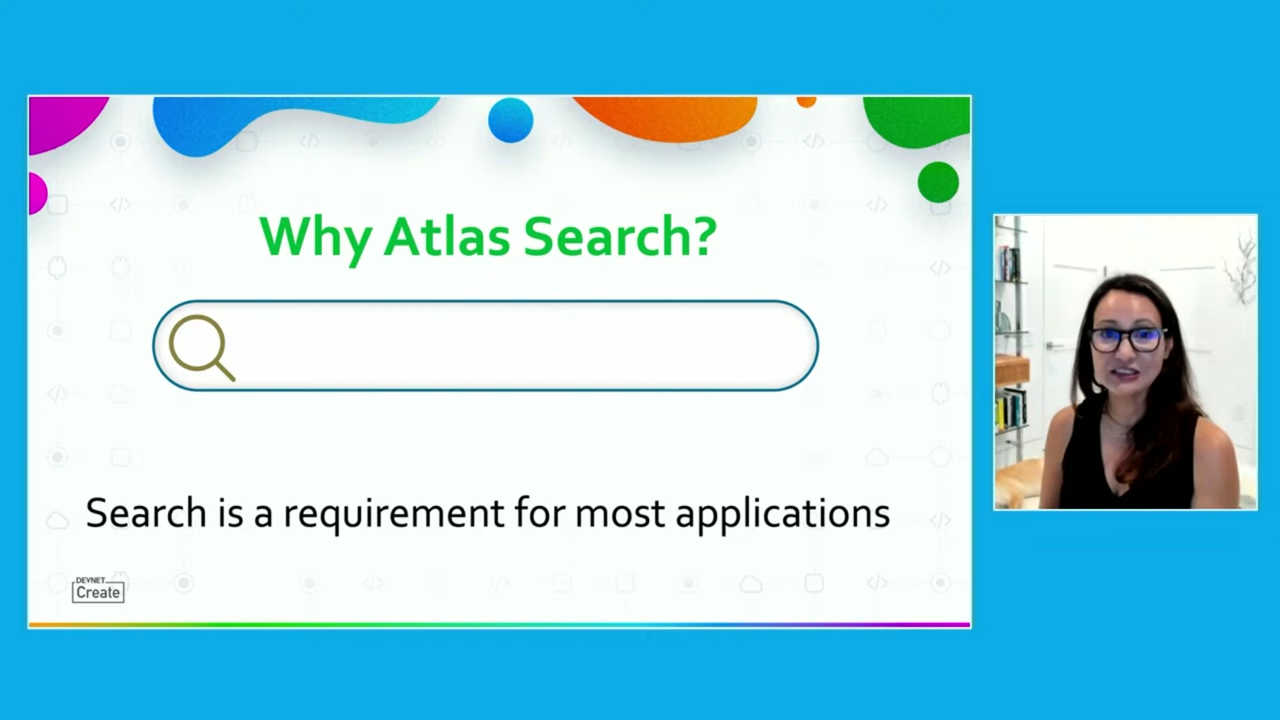 Why Atlas Search?
Search is a requirement for most applications
DEVNET
Create